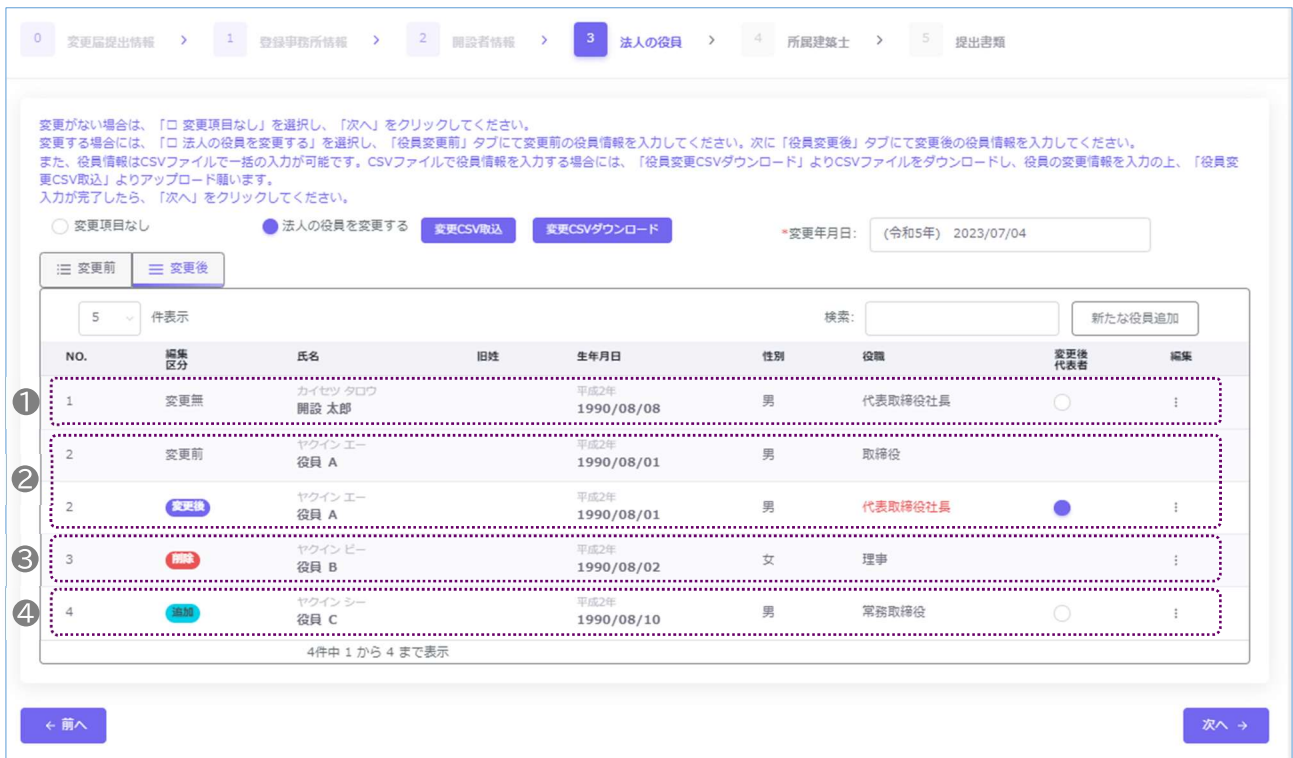 0 変更届提出情報 > 1 登録事務所情報 > 2 開設者情報 > 3 法人の役員 > 4 所属建築士 > 5 提出書類
変更がない場合は、「□ 変更項目なし」を選択し、「次へ」をクリックしてください。
変更する場合には、「□ 法人の役員を変更する」を選択し、「役員変更前」タブにて変更前の役員情報を入力してください。次に「役員変更後」タブにて変更後の役員情報を入力してください。
また、役員情報はCSVファイルで一括の入力が可能です。CSVファイルで役員情報を入力する場合には、「役員変更CSVダウンロード」よりCSVファイルをダウンロードし、役員の変更情報を入力の上、「役員変
更CSV取込」よりアップロード願います。
入力が完了したら、「次へ」をクリックしてください。
変更項目なし 法人の役員を変更する 変更CSV取込 変更CSVダウンロード *変更年月日: (令和5年) 2023/07/04
変更前 変更後
5 件表示 検索: 新たな役員追加
NO. 編集区分 氏名 旧姓 生年月日 性別 役職 変更後代表者 編集
カイセツ タロウ 平成2年
❶ 1 変更無 開設 太郎 1990/08/08 男 代表取締役社長
ヤクイン エー 平成2年
2 変更前 役員 A 1990/08/01 男 取締役
❷
ヤクイン エー 平成2年
2 変更後 役員 A 1990/08/01 男 代表取締役社長
ヤクイン ビー 平成2年
❸ 3 削除 役員 B 1990/08/02 女 理事
ヤクイン シー 平成2年
❹ 4 追加 役員 C 1990/08/10 男 常務取締役
4件中 1 から 4 まで表示
← 前へ 次へ →